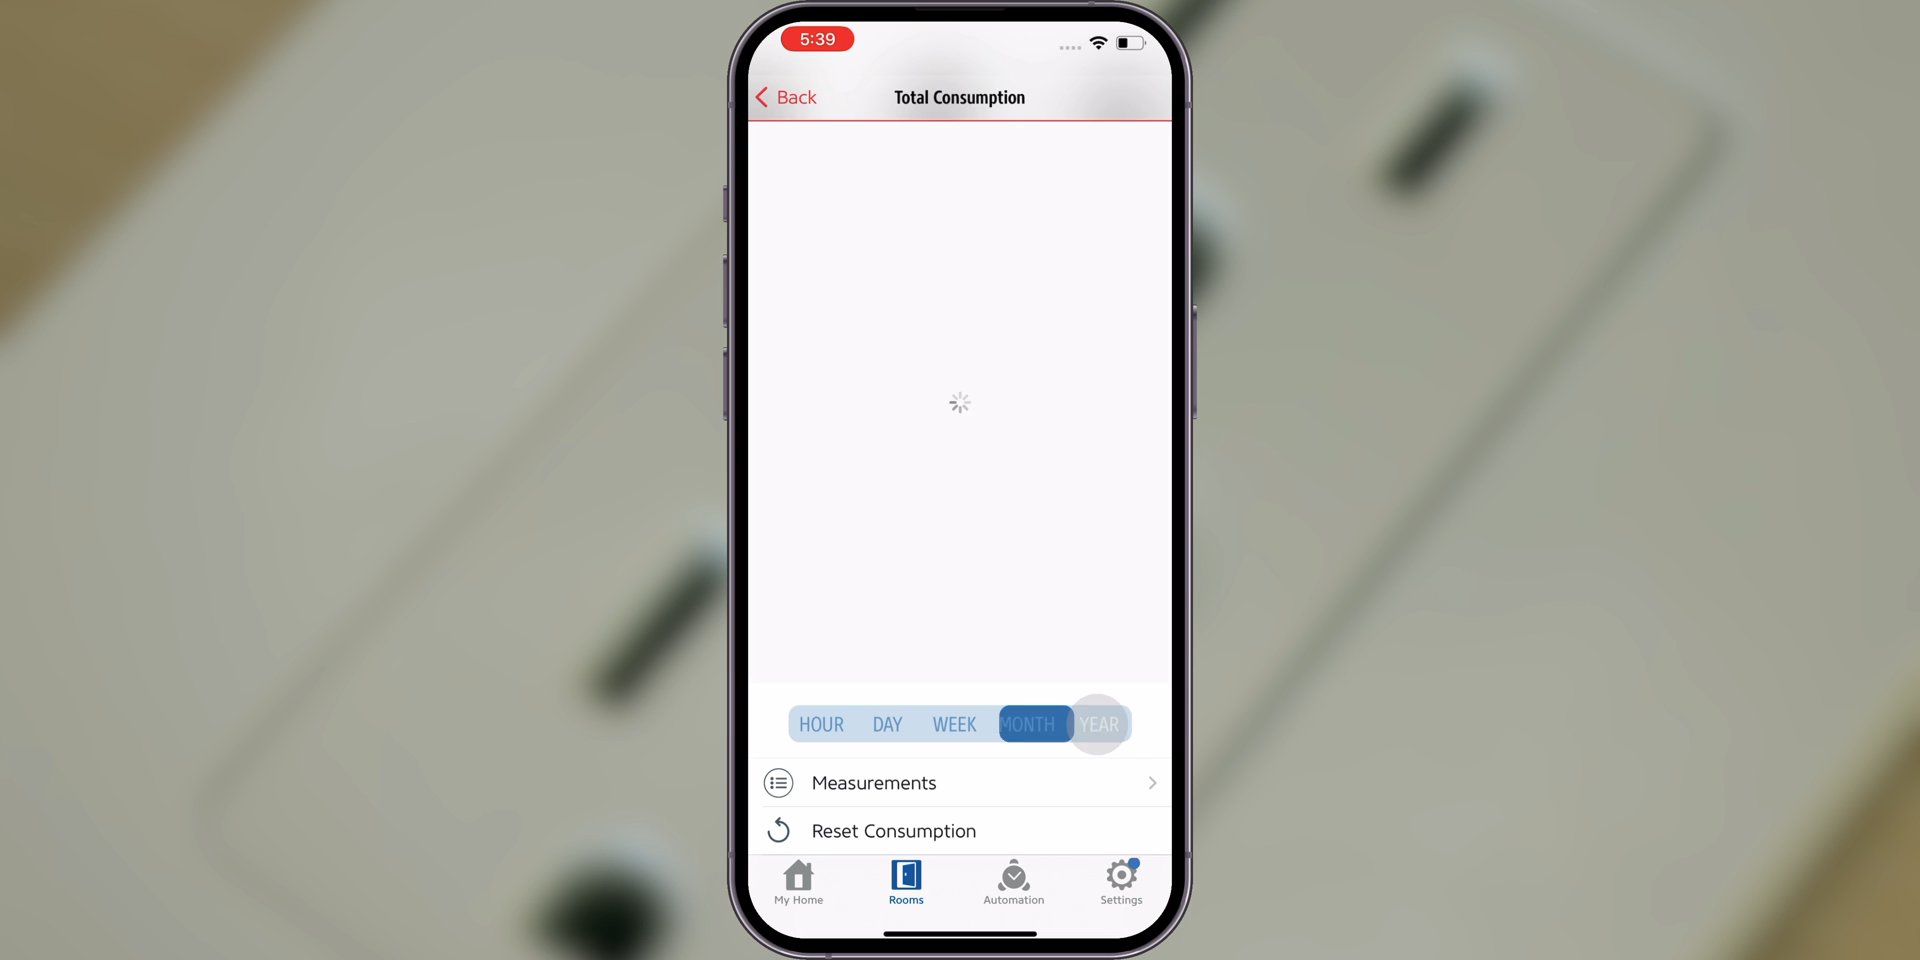 5:39
Back
Total Consumption
HOUR DAY WEEK MONTH YEAR
Measurements
Reset Consumption
My Home Rooms Automation Settings